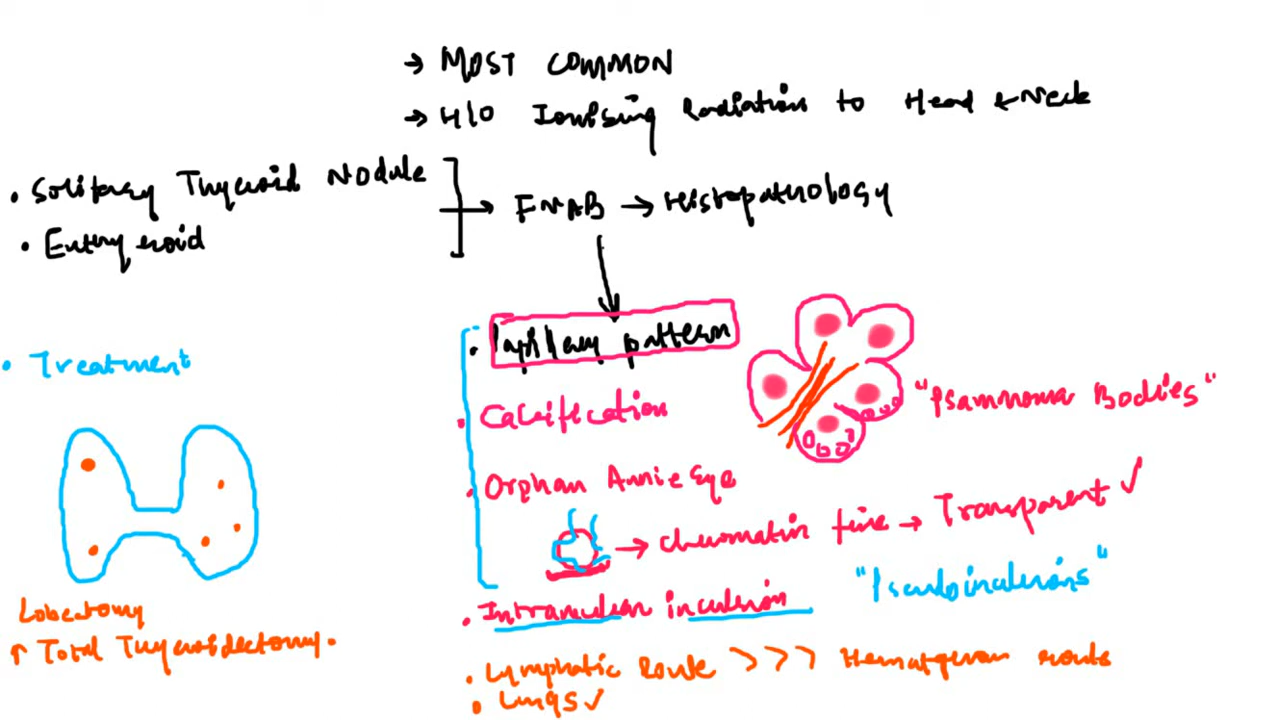 → MOST COMMON
→ H/O Ionising Radiation to Head & Neck
• Solitary Thyroid Nodule
• Euthyroid
→ FNAB → Histopathology
• Papillary pattern
• Treatment
• Calcification
"Psammoma Bodies"
• Orphan Annie Eye
→ chromatin fine → Transparent ✓
• Intranuclear inclusion
"Pseudoinclusions"
Lobectomy
↑ Total Thyroidectomy.
• Lymphatic Route >>> Hematogenous route
• Lungs ✓